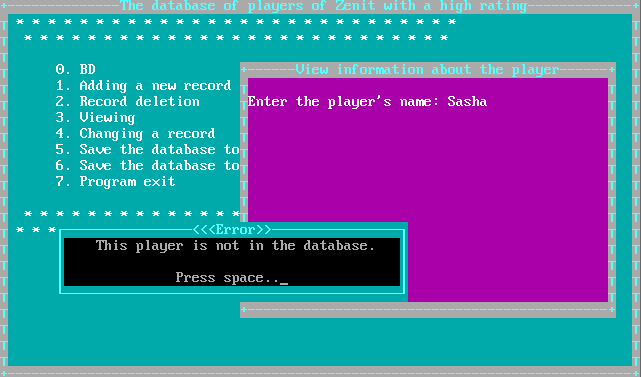 The database of players of Zenit with a high rating
* * * * * * * * * * * * * * * * * * * * * * * * * * * *
* * * * * * * * * * * * * * * * * * * * * * * * * * *
0. BD
1. Adding a new record
2. Record deletion
3. Viewing
4. Changing a record
5. Save the database to
6. Save the database to
7. Program exit
* * * * * * * * * * * * * *
* * *
View information about the player
Enter the player's name: Sasha
<<<Error>>
This player is not in the database.
Press space.._